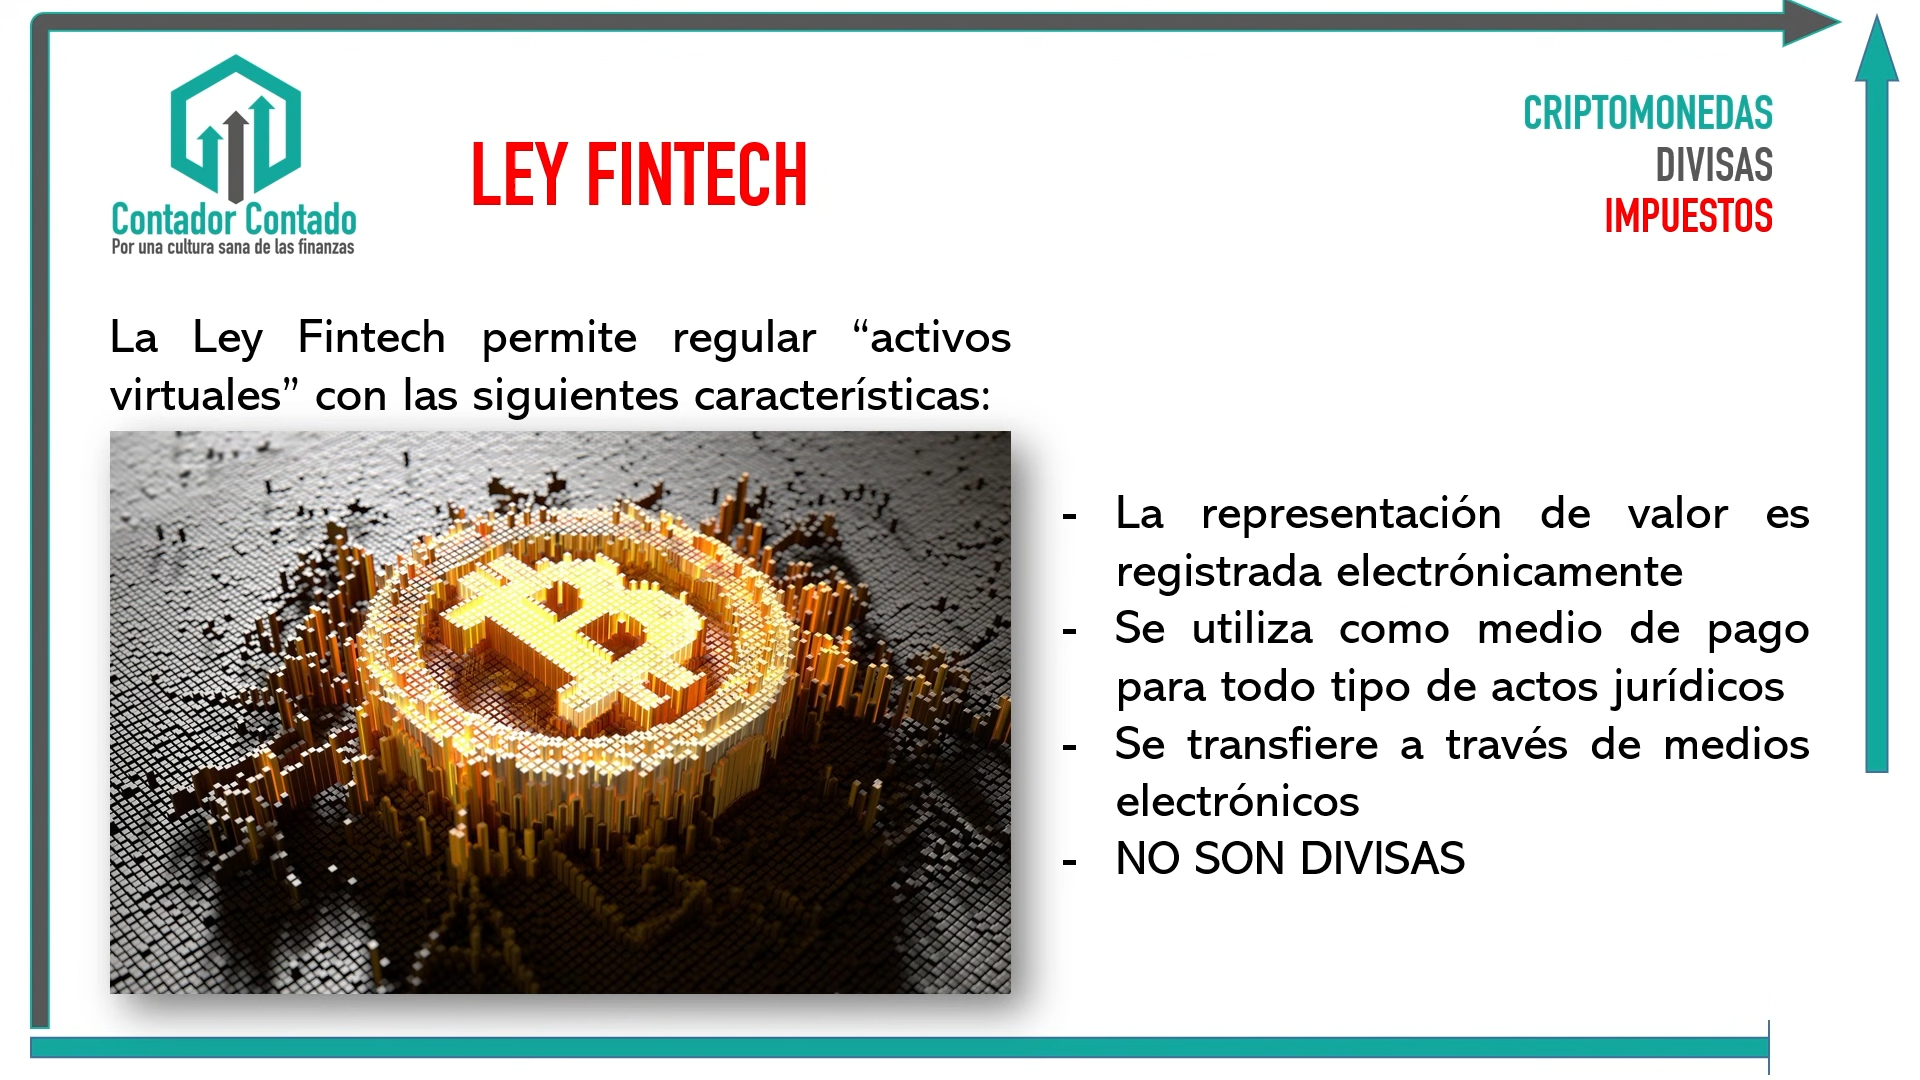 Contador Contado
Por una cultura sana de las finanzas
LEY FINTECH
CRIPTOMONEDAS
DIVISAS
IMPUESTOS
La Ley Fintech permite regular “activos
virtuales” con las siguientes características:
- La representación de valor es
registrada electrónicamente
- Se utiliza como medio de pago
para todo tipo de actos jurídicos
- Se transfiere a través de medios
electrónicos
- NO SON DIVISAS